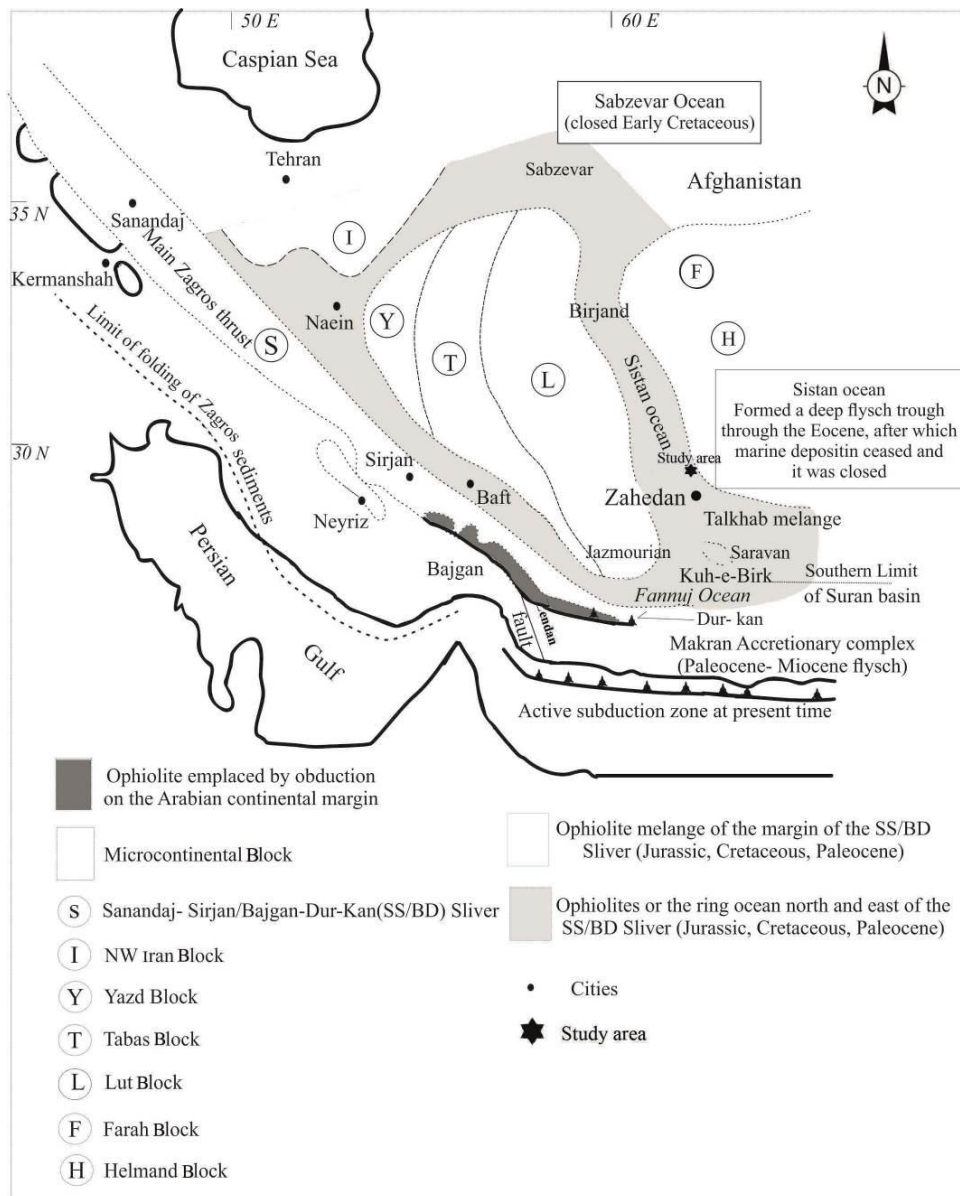 50 E
60 E
Caspian Sea
N
Sabzevar Ocean
(closed Early Cretaceous)
Tehran
Sabzevar
Afghanistan
35 N
Sanandaj
Main Zagros thrust
I
F
Kermanshah
Naein
Y
Birjand
H
S
T
L
Limit of folding of Zagros sediments
Sistan ocean
Sistan ocean
Formed a deep flysch trough
through the Eocene, after which
marine depositin ceased and
it was closed
30 N
Study area
Sirjan
Zahedan
Baft
Neyriz
Talkhab melange
Persian
Gulf
Jazmourian
Saravan
Bajgan
Kuh-e-Birk
Southern Limit
of Suran basin
Fannuj Ocean
endan
fault
Dur- kan
Makran Accretionary complex
(Paleocene- Miocene flysch)
Active subduction zone at present time
Ophiolite emplaced by obduction
on the Arabian continental margin
Microcontinental Block
S Sanandaj- Sirjan/Bajgan-Dur-Kan(SS/BD) Sliver
I NW Iran Block
Y Yazd Block
T Tabas Block
L Lut Block
F Farah Block
H Helmand Block
Ophiolite melange of the margin of the SS/BD
Sliver (Jurassic, Cretaceous, Paleocene)
Ophiolites or the ring ocean north and east of the
SS/BD Sliver (Jurassic, Cretaceous, Paleocene)
Cities
Study area